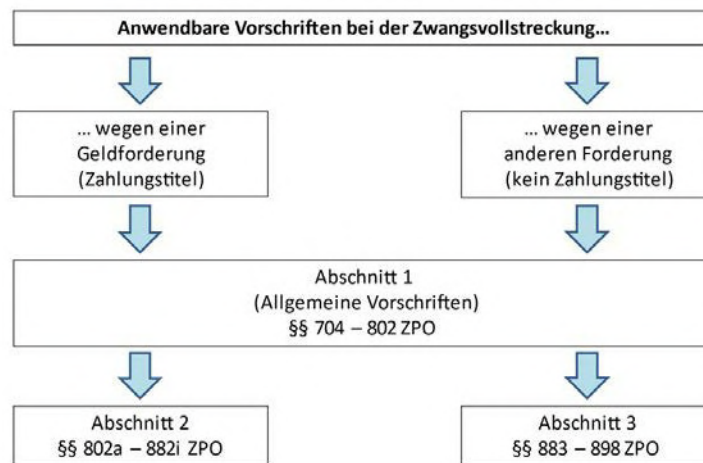 Anwendbare Vorschriften bei der Zwangsvollstreckung...
... wegen einer
Geldforderung
(Zahlungstitel)
... wegen einer
anderen Forderung
(kein Zahlungstitel)
Abschnitt 1
(Allgemeine Vorschriften)
§§ 704 – 802 ZPO
Abschnitt 2
§§ 802a – 882i ZPO
Abschnitt 3
§§ 883 – 898 ZPO